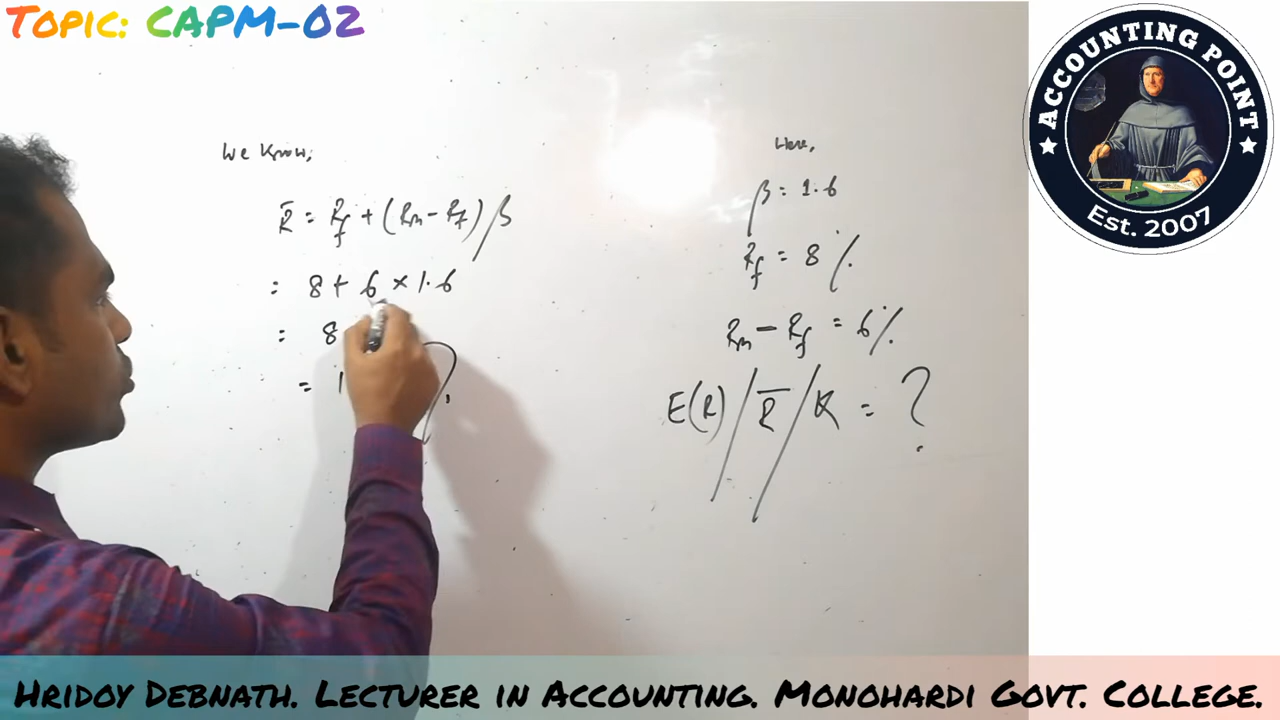 Topic: CAPM-02
We Know,
R̄ = Rf + (Rm - Rf) β
= 8 + 6 × 1.6
= 8
= 1 %
Here,
β = 1.6
Rf = 8%
Rm - Rf = 6%
E(R) / R̄ / K = ?
ACCOUNTING POINT
Est. 2007
Hridoy Debnath. Lecturer in Accounting. Monohardi Govt. College.